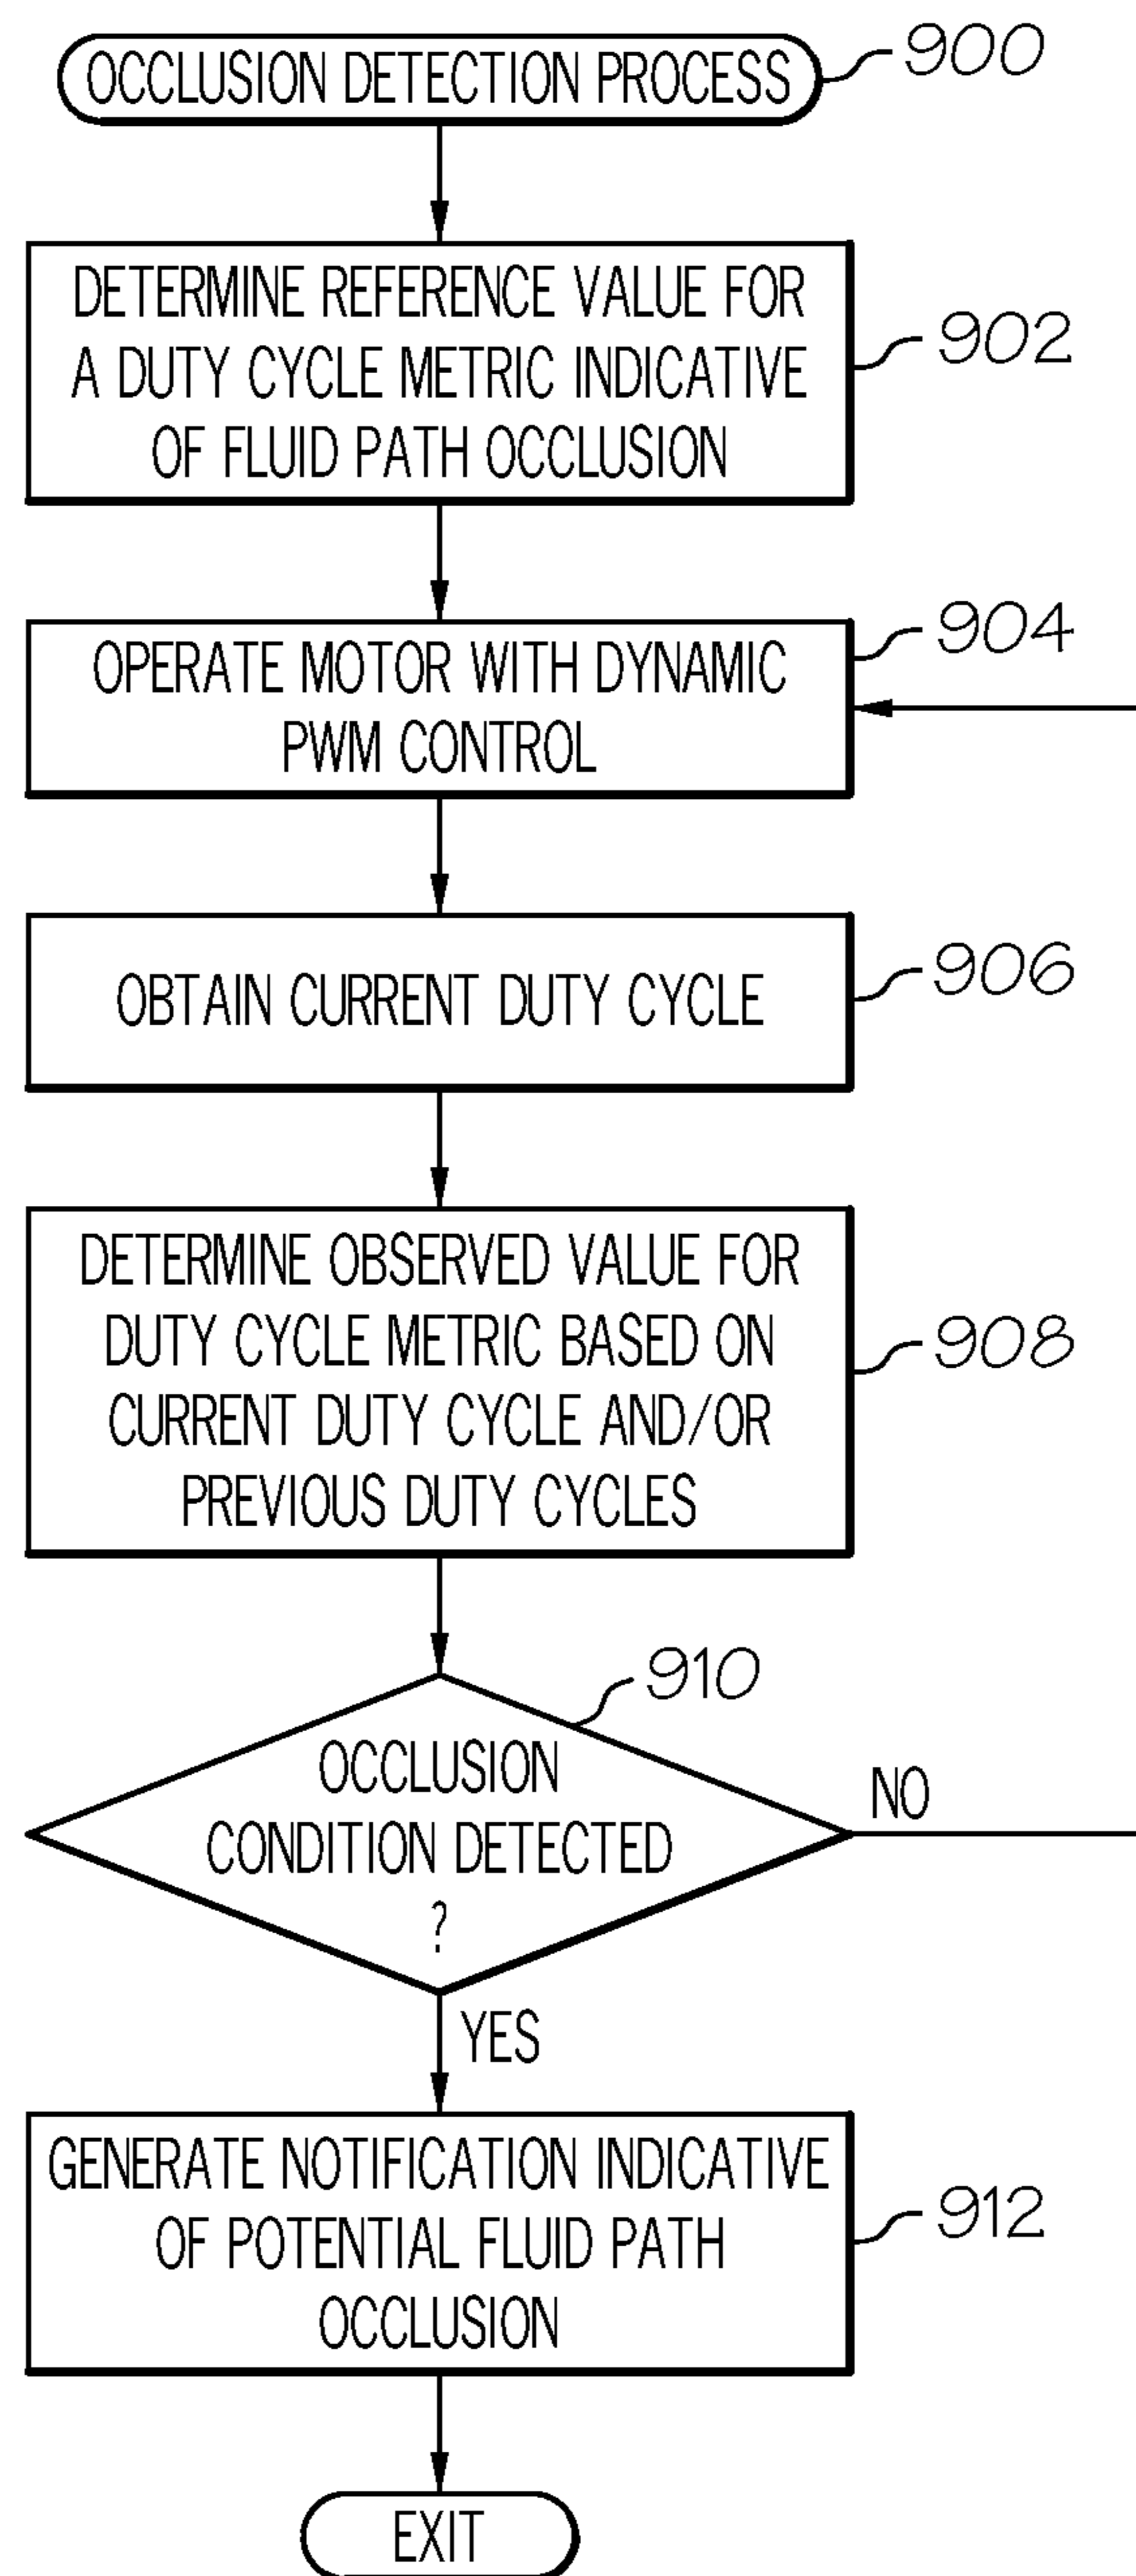 OCCLUSION DETECTION PROCESS
900
DETERMINE REFERENCE VALUE FOR
A DUTY CYCLE METRIC INDICATIVE
OF FLUID PATH OCCLUSION
902
OPERATE MOTOR WITH DYNAMIC
PWM CONTROL
904
OBTAIN CURRENT DUTY CYCLE
906
DETERMINE OBSERVED VALUE FOR
DUTY CYCLE METRIC BASED ON
CURRENT DUTY CYCLE AND/OR
PREVIOUS DUTY CYCLES
908
910
OCCLUSION
CONDITION DETECTED
?
NO
YES
GENERATE NOTIFICATION INDICATIVE
OF POTENTIAL FLUID PATH
OCCLUSION
912
EXIT